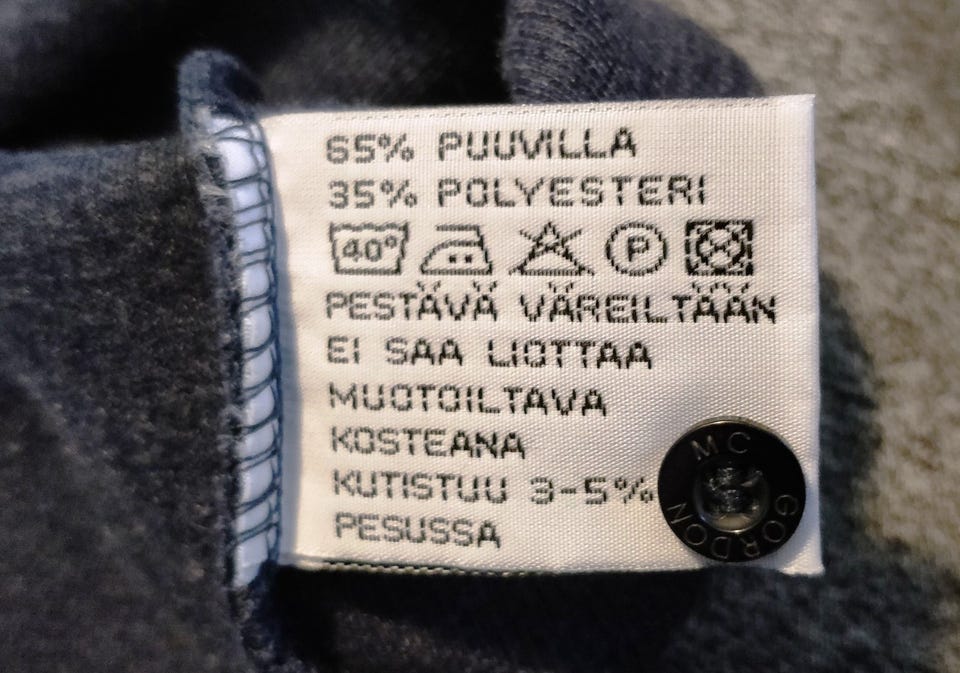 65% PUUVILLA
35% POLYESTERI
40° P
PESTÄVÄ VÄREILTÄÄN
EI SAA LIOTTAA
MUOTOILTAVA
KOSTEANA
KUTISTUU 3-5%
PESUSSA
MC GORDON